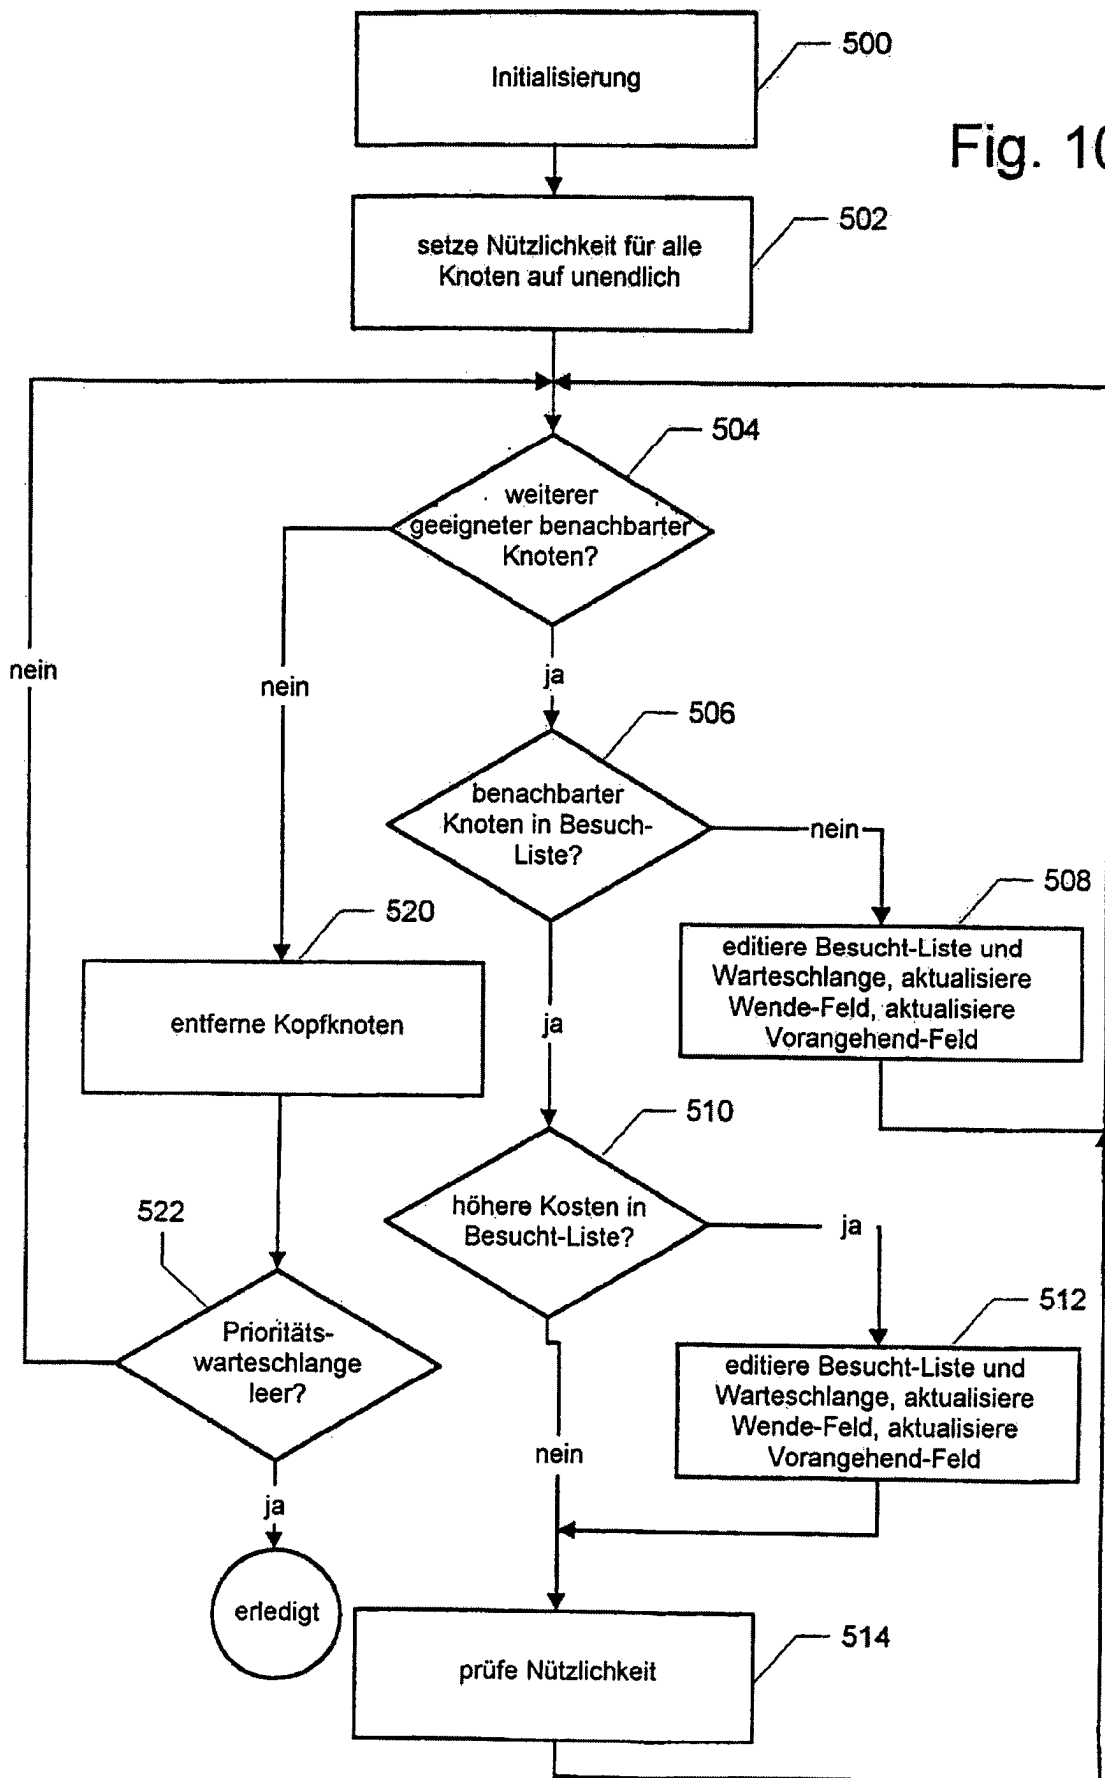 500
Initialisierung
Fig. 10
502
setze Nützlichkeit für alle
Knoten auf unendlich
504
weiterer
geeigneter benachbarter
Knoten?
nein
nein
ja
506
benachbarter
Knoten in Besuch-
Liste?
nein
508
editiere Besucht-Liste und
Warteschlange, aktualisiere
Wende-Feld, aktualisiere
Vorangehend-Feld
520
entferne Kopfknoten
ja
510
höhere Kosten in
Besucht-Liste?
ja
522
Prioritäts-
warteschlange
leer?
512
editiere Besucht-Liste und
Warteschlange, aktualisiere
Wende-Feld, aktualisiere
Vorangehend-Feld
nein
ja
erledigt
514
prüfe Nützlichkeit